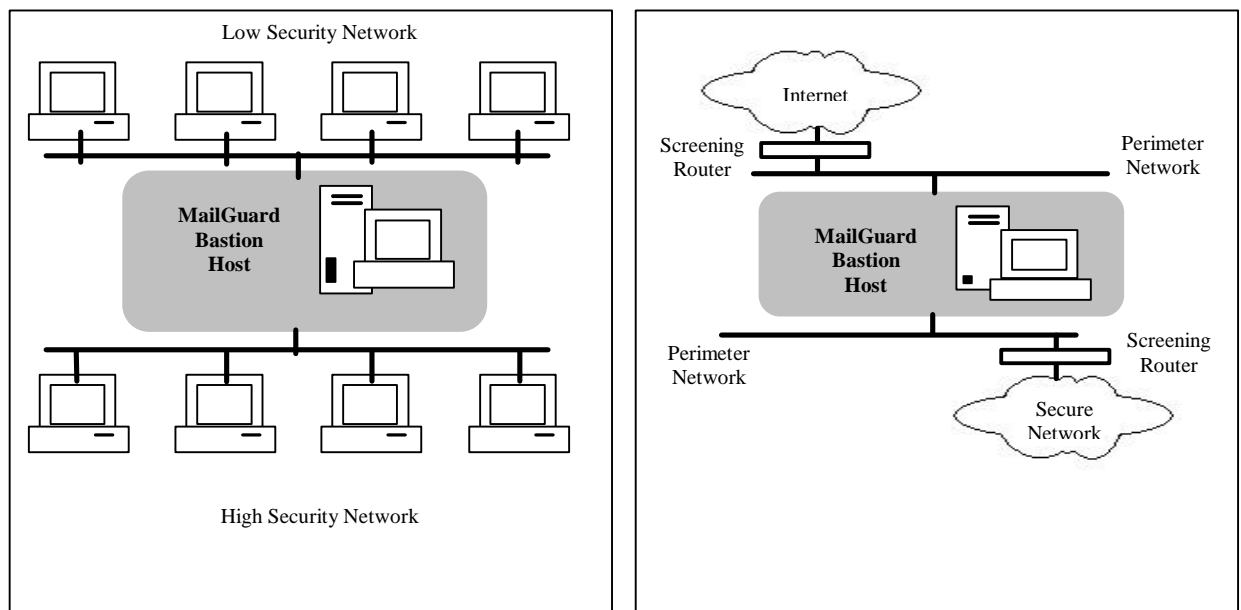 Low Security Network
MailGuard
Bastion
Host
High Security Network
Internet
Screening
Router
Perimeter
Network
MailGuard
Bastion
Host
Perimeter
Network
Screening
Router
Secure
Network